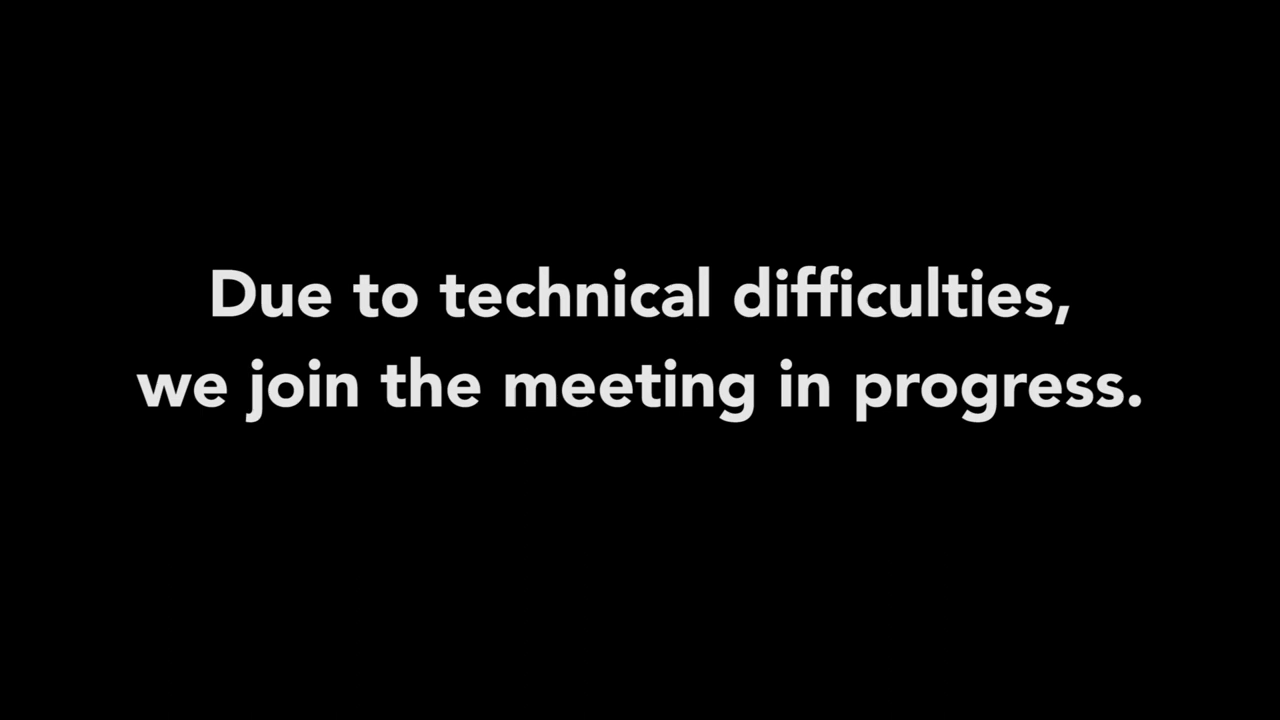 Due to technical difficulties,
we join the meeting in progress.